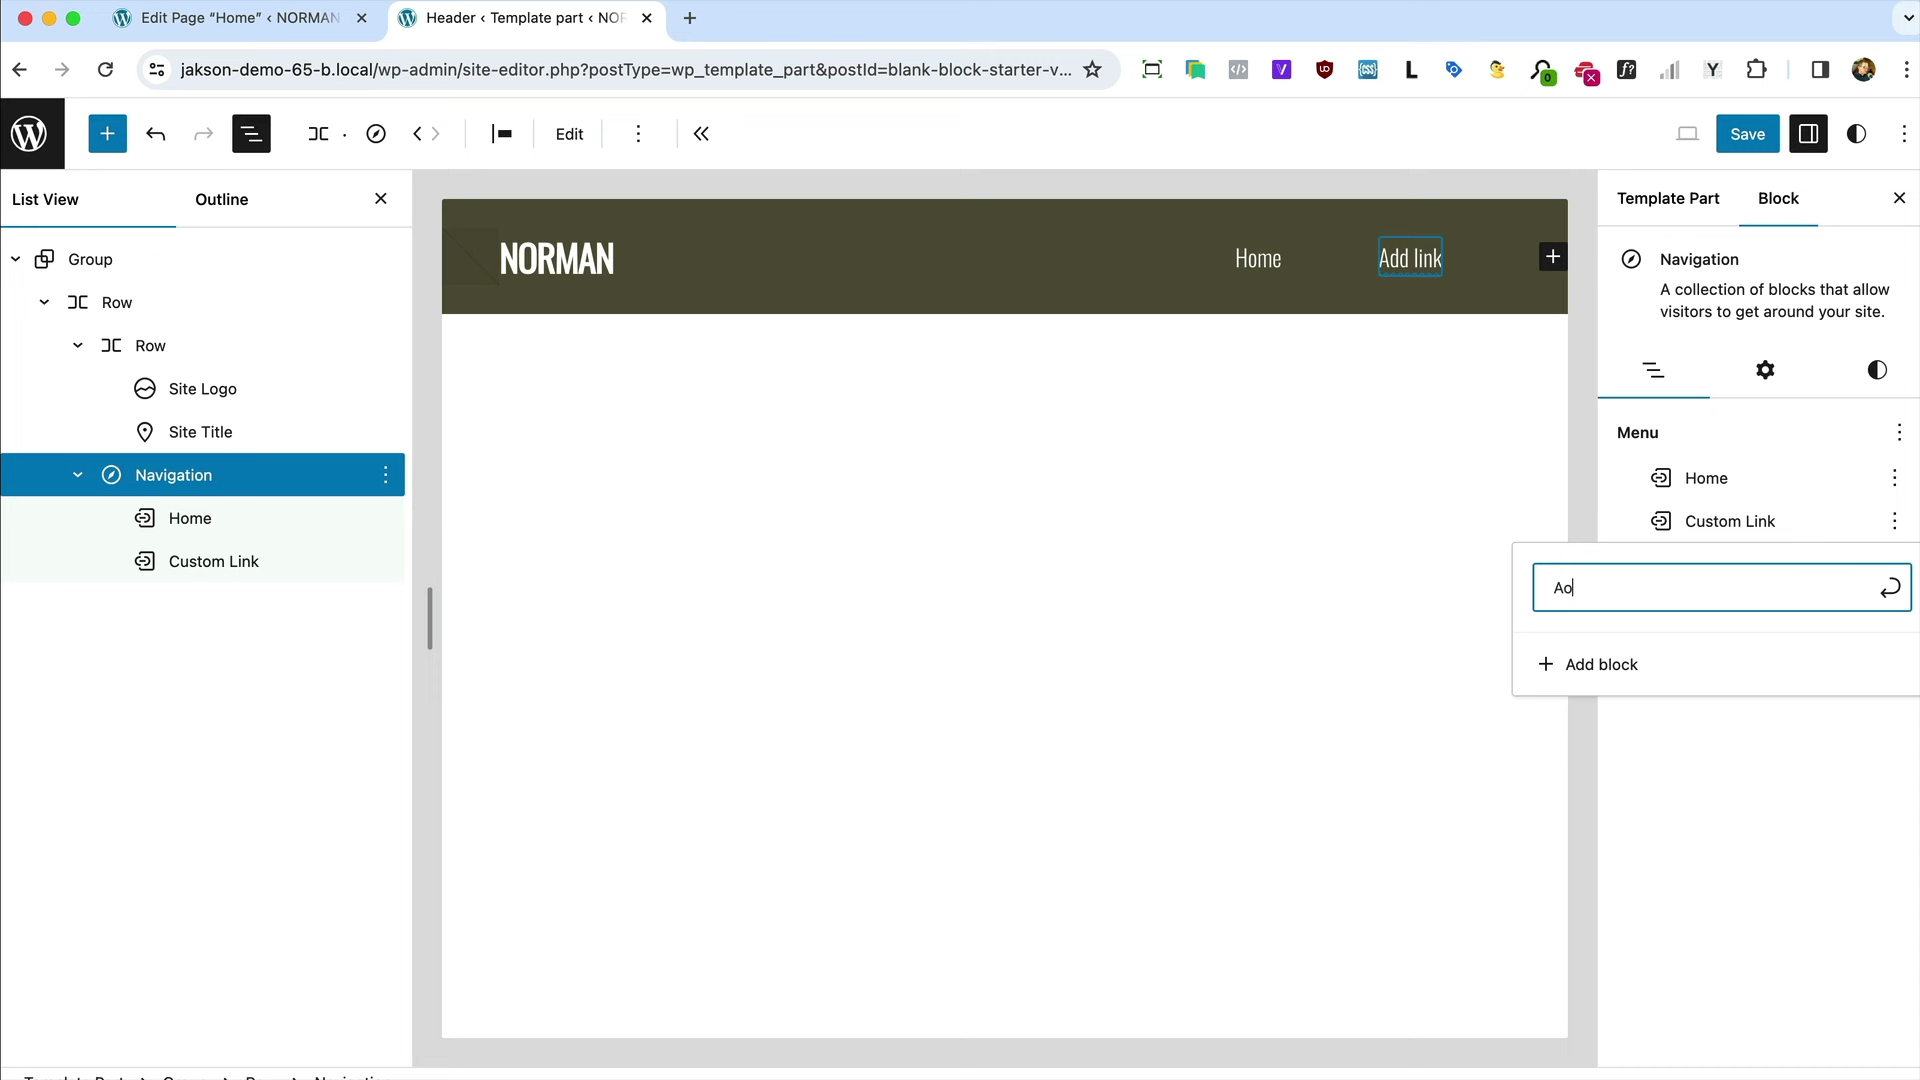 Edit Page “Home” ‹ NORMAN
Header ‹ Template part ‹ NOR
jakson-demo-65-b.local/wp-admin/site-editor.php?postType=wp_template_part&postId=blank-block-starter-v...
Edit
Save
List View
Outline
Template Part
Block
Group
Row
Row
Site Logo
Site Title
Navigation
Home
Custom Link
NORMAN
Home
Add link
Navigation
A collection of blocks that allow
visitors to get around your site.
Menu
Home
Custom Link
Ao
Add block